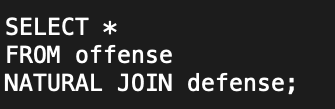 SELECT *
FROM offense
NATURAL JOIN defense;